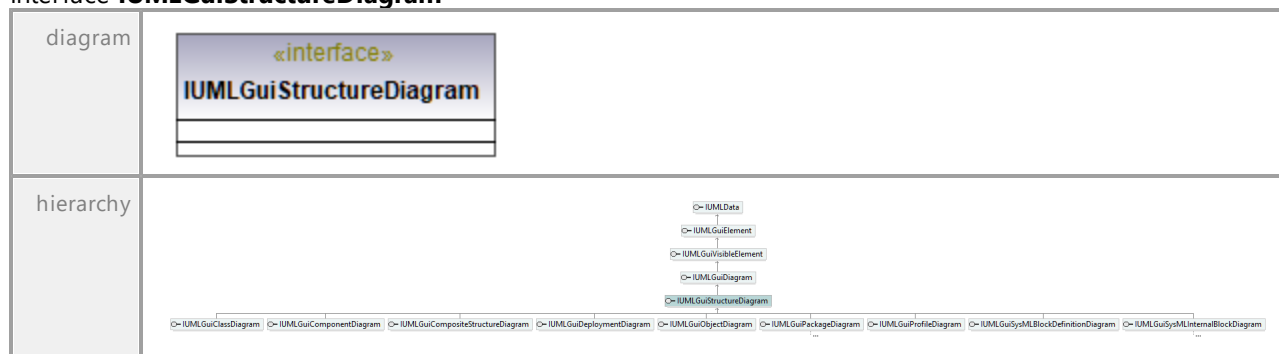 interface IUMLGuiStructureDiagram
diagram
«interface»
IUMLGuiStructureDiagram
hierarchy
IUMLData
IUMLGuiElement
IUMLGuiVisibleElement
IUMLGuiDiagram
IUMLGuiStructureDiagram
IUMLGuiClassDiagram IUMLGuiComponentDiagram IUMLGuiCompositeStructureDiagram IUMLGuiDeploymentDiagram IUMLGuiObjectDiagram IUMLGuiPackageDiagram IUMLGuiProfileDiagram IUMLGuiSysMLBlockDefinitionDiagram IUMLGuiSysMLInternalBlockDiagram
... ...